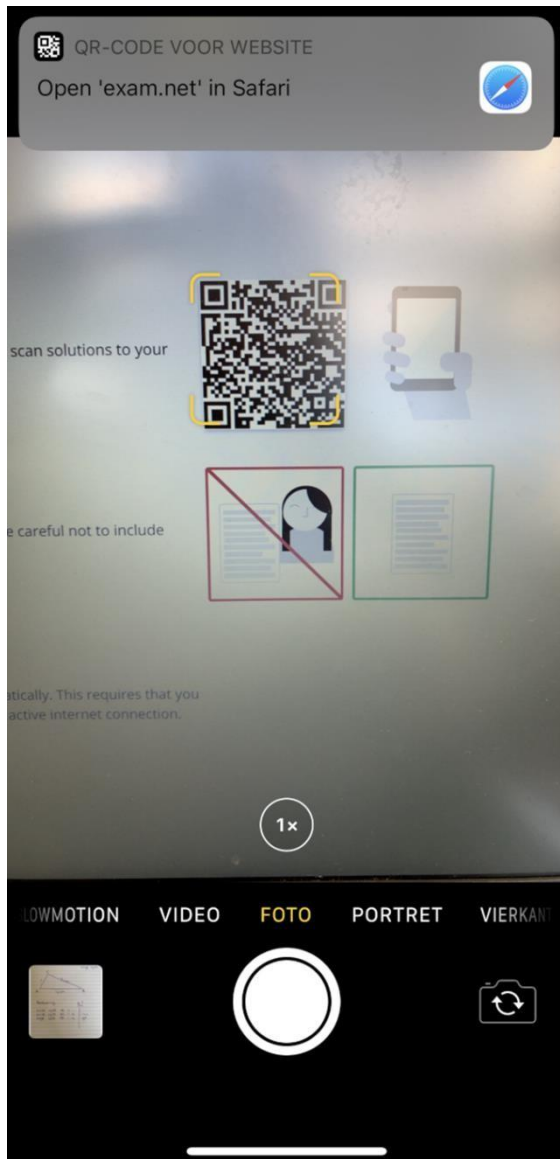 QR-CODE VOOR WEBSITE
Open 'exam.net' in Safari
scan solutions to your
e careful not to include
atically. This requires that you
active internet connection.
1×
LOWMOTION VIDEO FOTO PORTRET VIERKANT